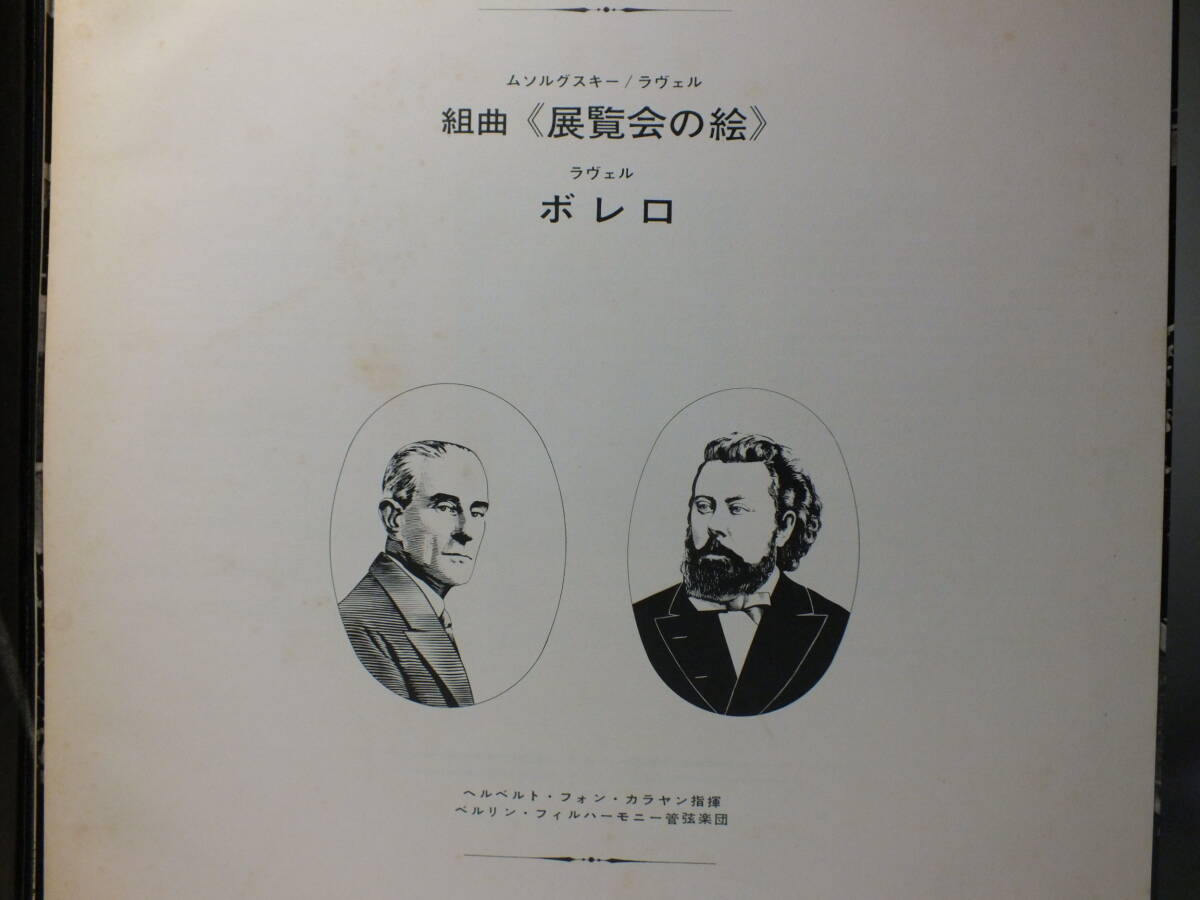 ムソルグスキー/ラヴェル
組曲《展覧会の絵》
ラヴェル
ボレロ
ヘルベルト・フォン・カラヤン指揮
ベルリン・フィルハーモニー管弦楽団